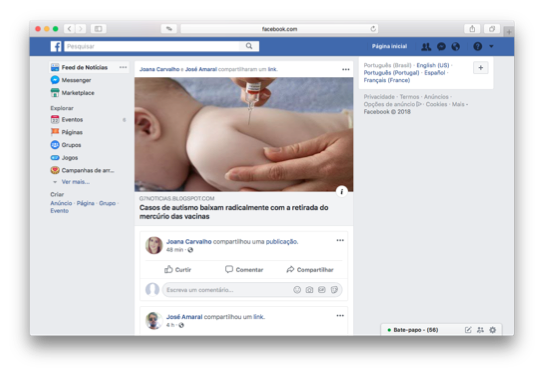 facebook.com
Pesquisar
Página inicial
Feed de Notícias
Messenger
Marketplace
Explorar
Eventos 6
Páginas
Grupos
Jogos
Campanhas de arr...
Ver mais...
Criar
Anúncio · Página · Grupo ·
Evento
Joana Carvalho e José Amaral compartilharam um link.
G7NOTICIAS.BLOGSPOT.COM
Casos de autismo baixam radicalmente com a retirada do
mercúrio das vacinas
Joana Carvalho compartilhou uma publicação.
48 min ·
Curtir
Comentar
Compartilhar
Escreva um comentário...
José Amaral compartilhou um link.
4 h ·
Português (Brasil) · English (US) ·
Português (Portugal) · Español ·
Français (France)
Privacidade · Termos · Anúncios ·
Opções de anúncio · Cookies · Mais ·
Facebook © 2018
Bate-papo - (56)